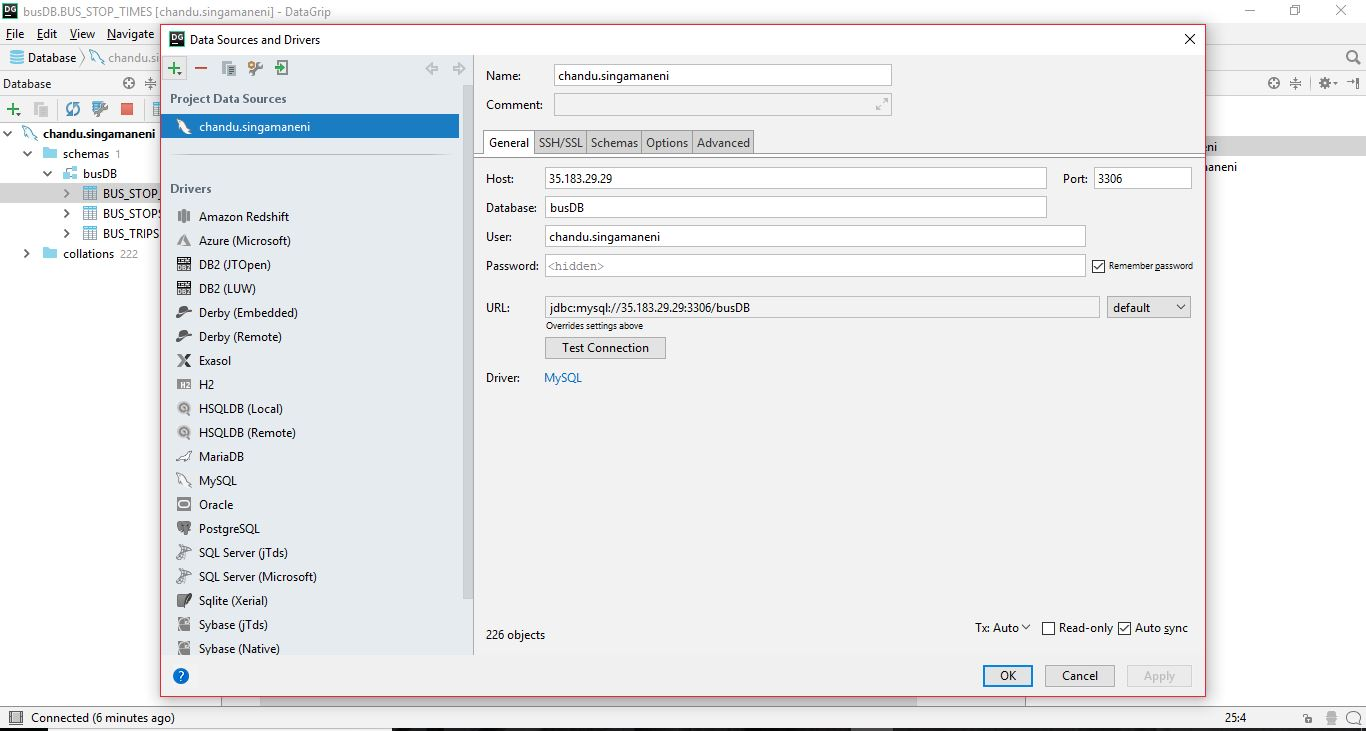 DG busDB.BUS_STOP_TIMES [chandu.singamaneni] - DataGrip
File Edit View Navigate
Database
Database
chandu.singamaneni
schemas 1
busDB
BUS_STOP_
BUS_STOPS
BUS_TRIPS
collations 222
DG Data Sources and Drivers
Project Data Sources
chandu.singamaneni
Drivers
Amazon Redshift
Azure (Microsoft)
DB2 (JTOpen)
DB2 (LUW)
Derby (Embedded)
Derby (Remote)
Exasol
H2 H2
HSQLDB (Local)
HSQLDB (Remote)
MariaDB
MySQL
Oracle
PostgreSQL
SQL Server (jTds)
SQL Server (Microsoft)
Sqlite (Xerial)
Sybase (jTds)
Sybase (Native)
Name: chandu.singamaneni
Comment:
General SSH/SSL Schemas Options Advanced
Host: 35.183.29.29 Port: 3306
Database: busDB
User: chandu.singamaneni
Password: <hidden> Remember password
URL: jdbc:mysql://35.183.29.29:3306/busDB default
Overrides settings above
Test Connection
Driver: MySQL
226 objects Tx: Auto Read-only Auto sync
? OK Cancel Apply
Connected (6 minutes ago) 25:4